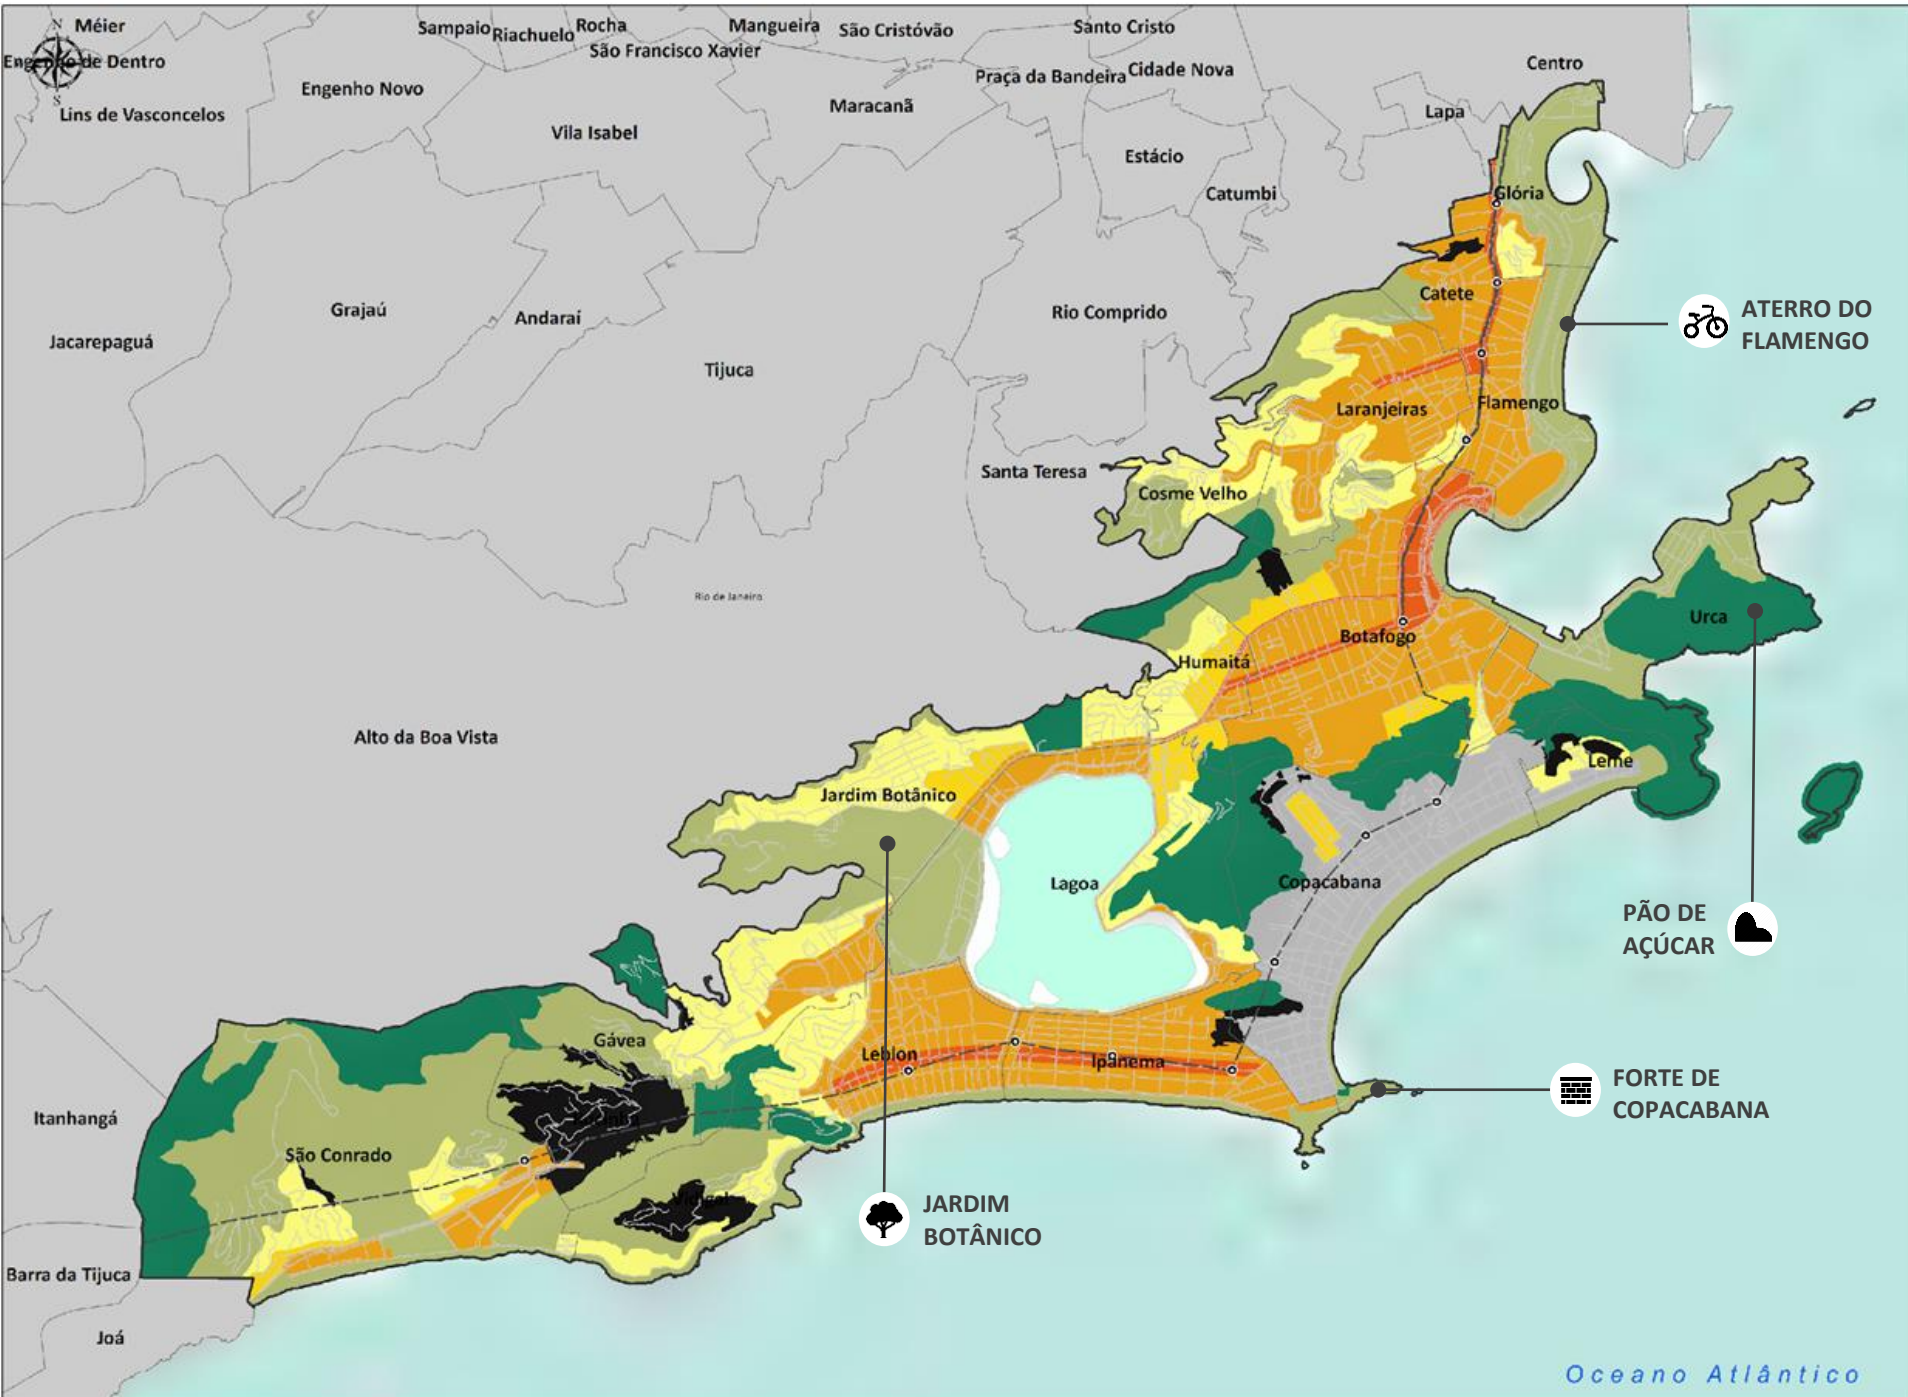 N
Méier
Sampaio
Riachuelo
Rocha
Mangueira
São Cristóvão
Santo Cristo
São Francisco Xavier
Engenho de Dentro
Centro
Praça da Bandeira
Cidade Nova
Engenho Novo
S
Lins de Vasconcelos
Maracanã
Lapa
Vila Isabel
Estácio
Catumbi
Glória
Catete
Grajaú
Andaraí
Rio Comprido
ATERRO DO
FLAMENGO
Jacarepaguá
Tijuca
Laranjeiras
Flamengo
Santa Teresa
Cosme Velho
Rio de Janeiro
Urca
Botafogo
Humaitá
Alto da Boa Vista
Leme
Jardim Botânico
Lagoa
Copacabana
PÃO DE
AÇÚCAR
Gávea
Leblon
Ipanema
FORTE DE
COPACABANA
Itanhangá
São Conrado
Vidigal
JARDIM
BOTÂNICO
Barra da Tijuca
Joá
Oceano Atlântico